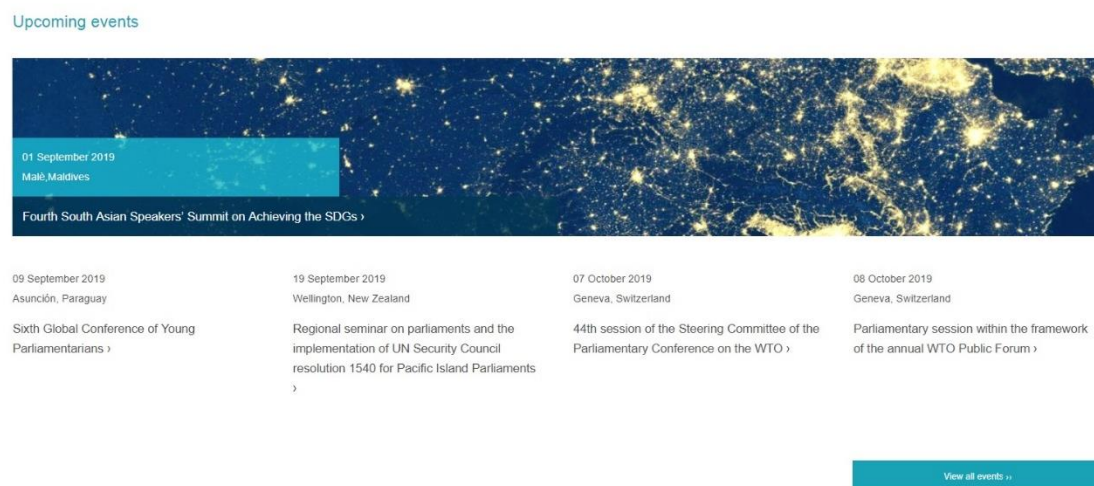 Upcoming events
01 September 2019
Malé,Maldives
Fourth South Asian Speakers' Summit on Achieving the SDGs ›
09 September 2019
Asunción, Paraguay
Sixth Global Conference of Young
Parliamentarians ›
19 September 2019
Wellington, New Zealand
Regional seminar on parliaments and the
implementation of UN Security Council
resolution 1540 for Pacific Island Parliaments
›
07 October 2019
Geneva, Switzerland
44th session of the Steering Committee of the
Parliamentary Conference on the WTO ›
08 October 2019
Geneva, Switzerland
Parliamentary session within the framework
of the annual WTO Public Forum ›
View all events ››